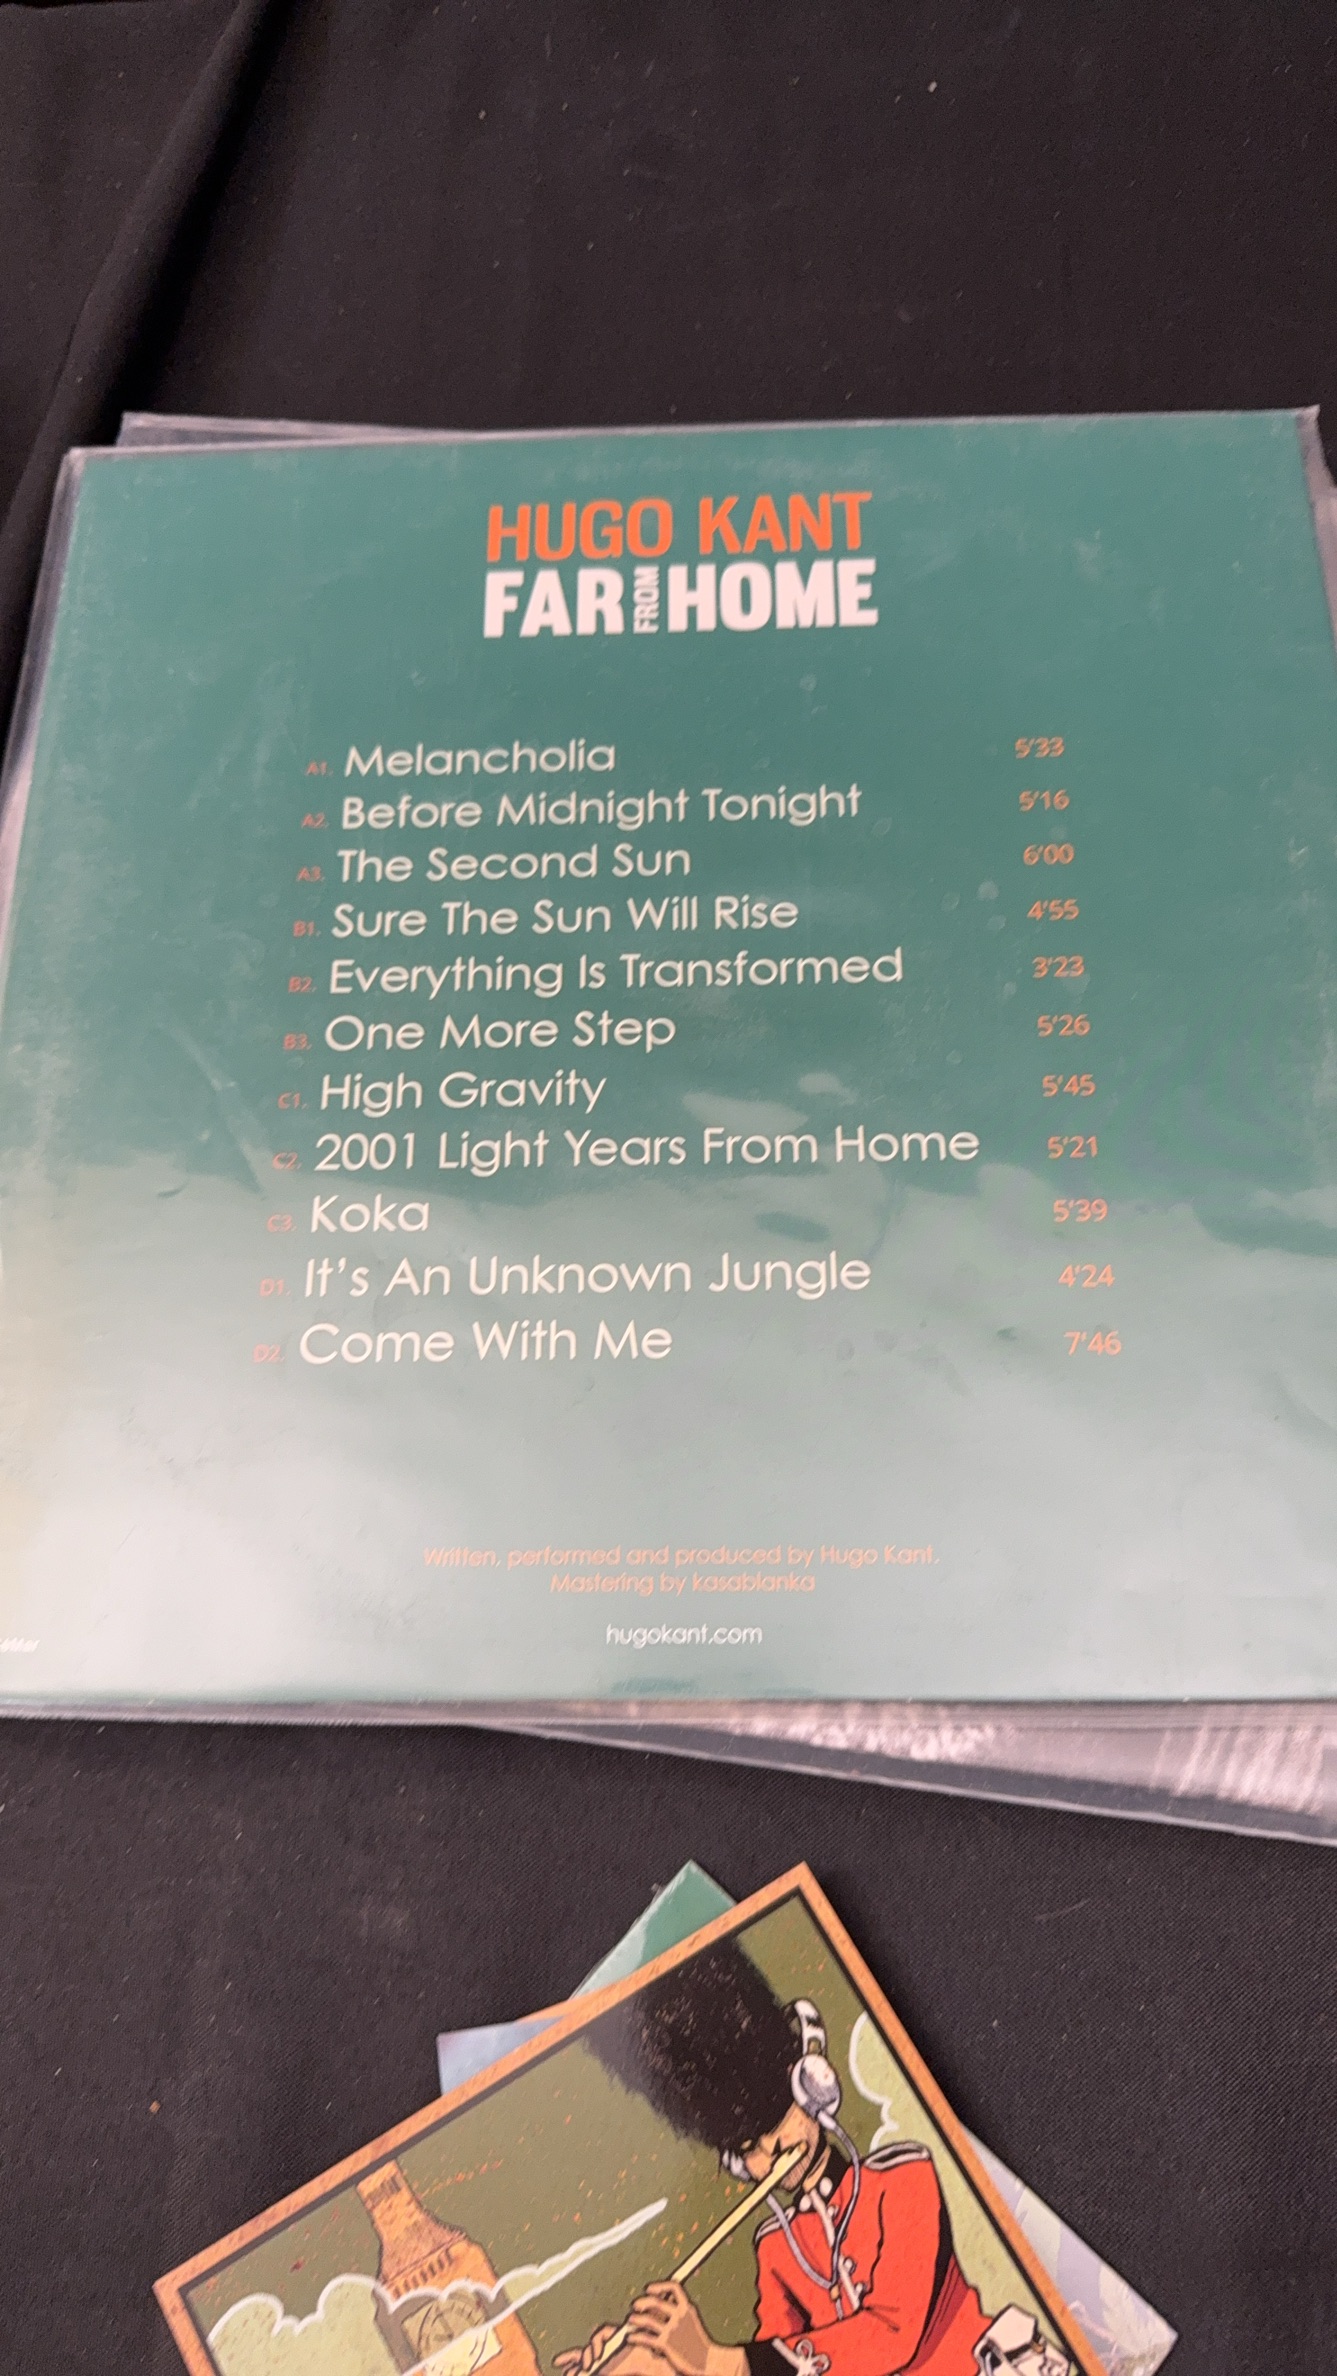 HUGO KANT
FAR FROM HOME
A1. Melancholia 5'33
A2. Before Midnight Tonight 5'16
A3. The Second Sun 6'00
B1. Sure The Sun Will Rise 4'55
B2. Everything Is Transformed 3'23
B3. One More Step 5'26
C1. High Gravity 5'45
C2. 2001 Light Years From Home 5'21
C3. Koka 5'39
D1. It's An Unknown Jungle 4'24
D2. Come With Me 7'46
Written, performed and produced by Hugo Kant.
Mastering by kasablanka
hugokant.com